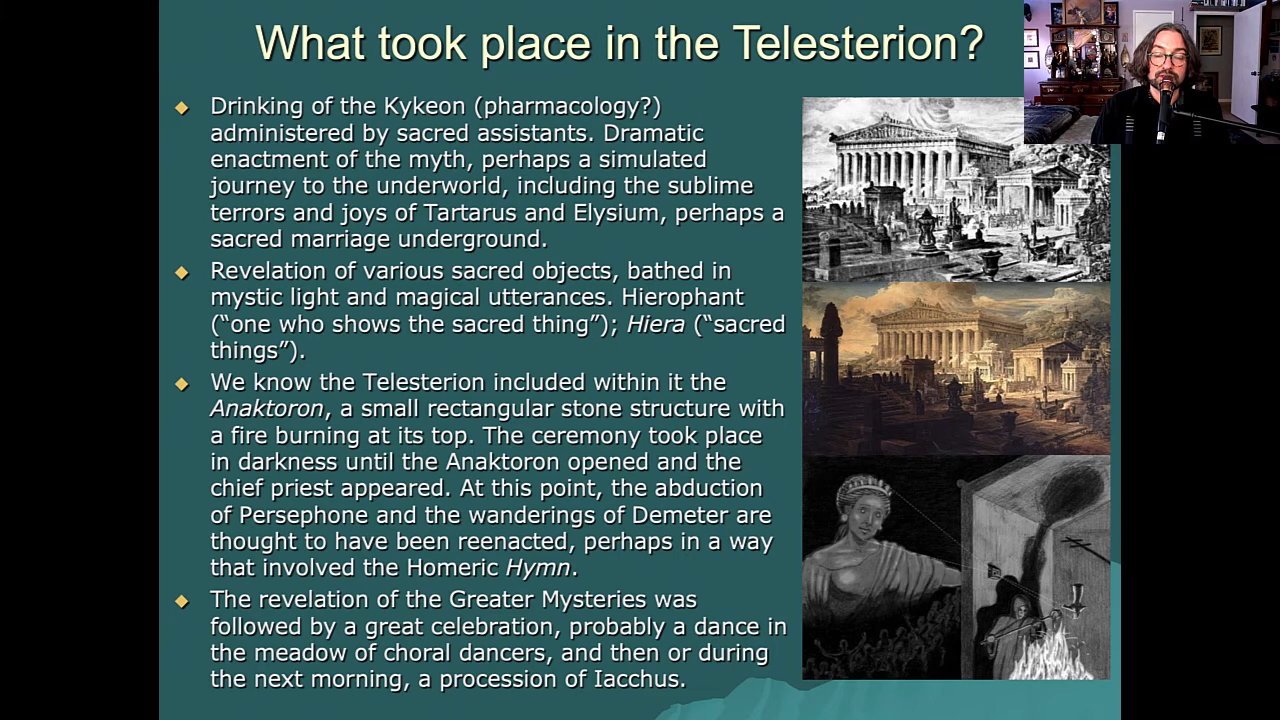 What took place in the Telesterion?
Drinking of the Kykeon (pharmacology?)
administered by sacred assistants. Dramatic
enactment of the myth, perhaps a simulated
journey to the underworld, including the sublime
terrors and joys of Tartarus and Elysium, perhaps a
sacred marriage underground.
Revelation of various sacred objects, bathed in
mystic light and magical utterances. Hierophant
(“one who shows the sacred thing”); Hiera (“sacred
things”).
We know the Telesterion included within it the
Anaktoron, a small rectangular stone structure with
a fire burning at its top. The ceremony took place
in darkness until the Anaktoron opened and the
chief priest appeared. At this point, the abduction
of Persephone and the wanderings of Demeter are
thought to have been reenacted, perhaps in a way
that involved the Homeric Hymn.
The revelation of the Greater Mysteries was
followed by a great celebration, probably a dance in
the meadow of choral dancers, and then or during
the next morning, a procession of Iacchus.